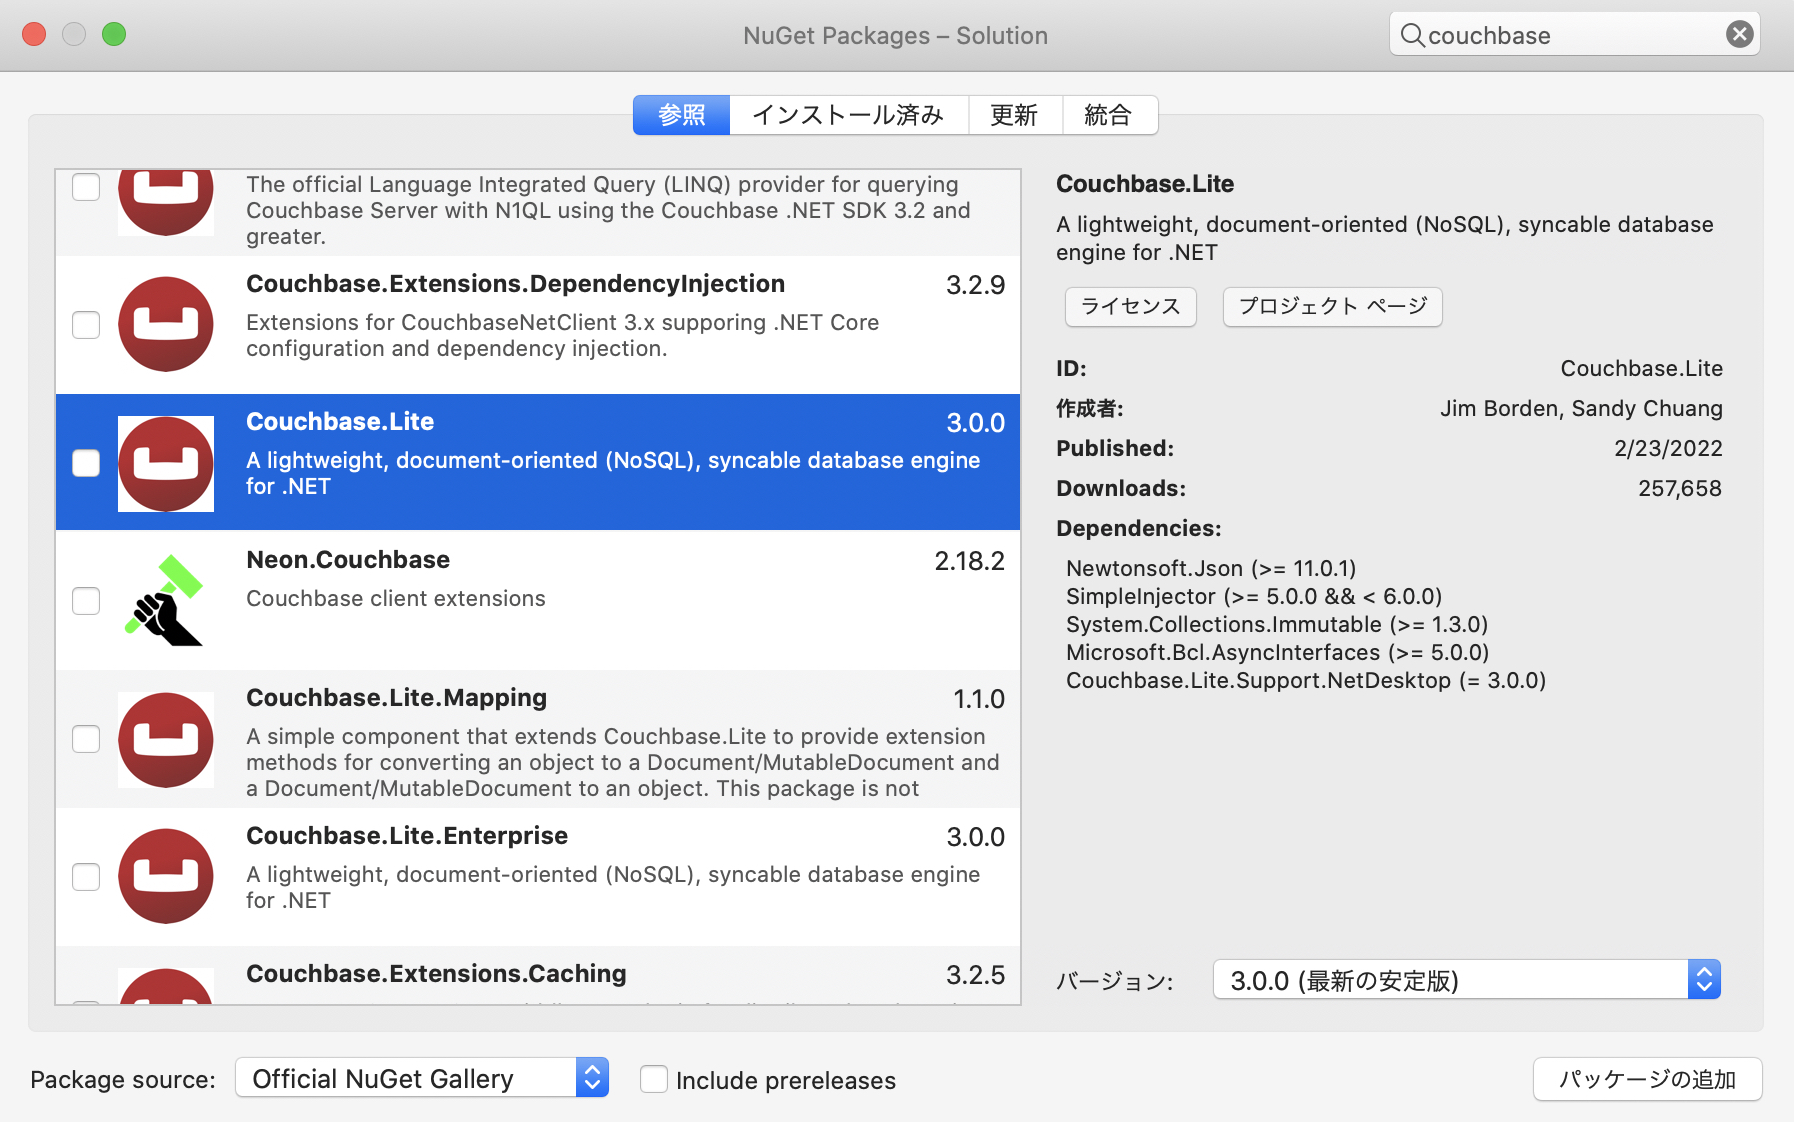 NuGet Packages – Solution
couchbase
参照
インストール済み
更新
統合
The official Language Integrated Query (LINQ) provider for querying
Couchbase Server with N1QL using the Couchbase .NET SDK 3.2 and
greater.
Couchbase.Extensions.DependencyInjection
3.2.9
Extensions for CouchbaseNetClient 3.x supporing .NET Core
configuration and dependency injection.
Couchbase.Lite
3.0.0
A lightweight, document-oriented (NoSQL), syncable database engine
for .NET
Neon.Couchbase
2.18.2
Couchbase client extensions
Couchbase.Lite.Mapping
1.1.0
A simple component that extends Couchbase.Lite to provide extension
methods for converting an object to a Document/MutableDocument and
a Document/MutableDocument to an object. This package is not
Couchbase.Lite.Enterprise
3.0.0
A lightweight, document-oriented (NoSQL), syncable database engine
for .NET
Couchbase.Extensions.Caching
3.2.5
Couchbase.Lite
A lightweight, document-oriented (NoSQL), syncable database
engine for .NET
ライセンス
プロジェクト ページ
ID:
Couchbase.Lite
作成者:
Jim Borden, Sandy Chuang
Published:
2/23/2022
Downloads:
257,658
Dependencies:
Newtonsoft.Json (>= 11.0.1)
SimpleInjector (>= 5.0.0 && < 6.0.0)
System.Collections.Immutable (>= 1.3.0)
Microsoft.Bcl.AsyncInterfaces (>= 5.0.0)
Couchbase.Lite.Support.NetDesktop (= 3.0.0)
バージョン:
3.0.0 (最新の安定版)
Package source:
Official NuGet Gallery
Include prereleases
パッケージの追加